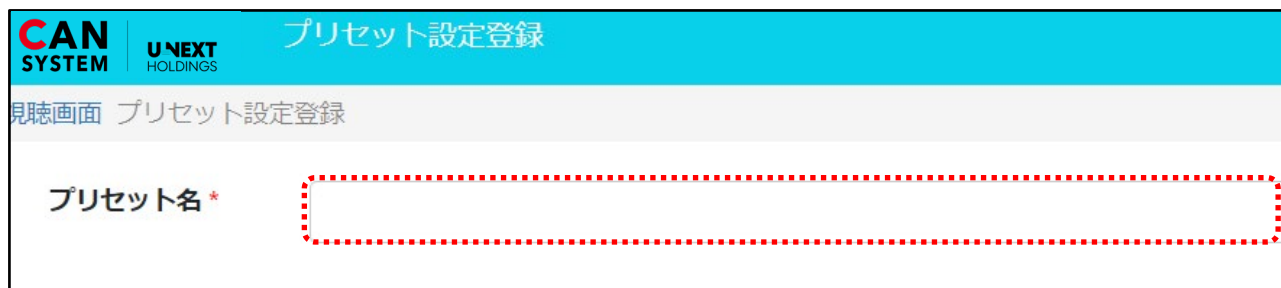 CAN
SYSTEM
U-NEXT
HOLDINGS
プリセット設定登録
視聴画面 プリセット設定登録
プリセット名 *